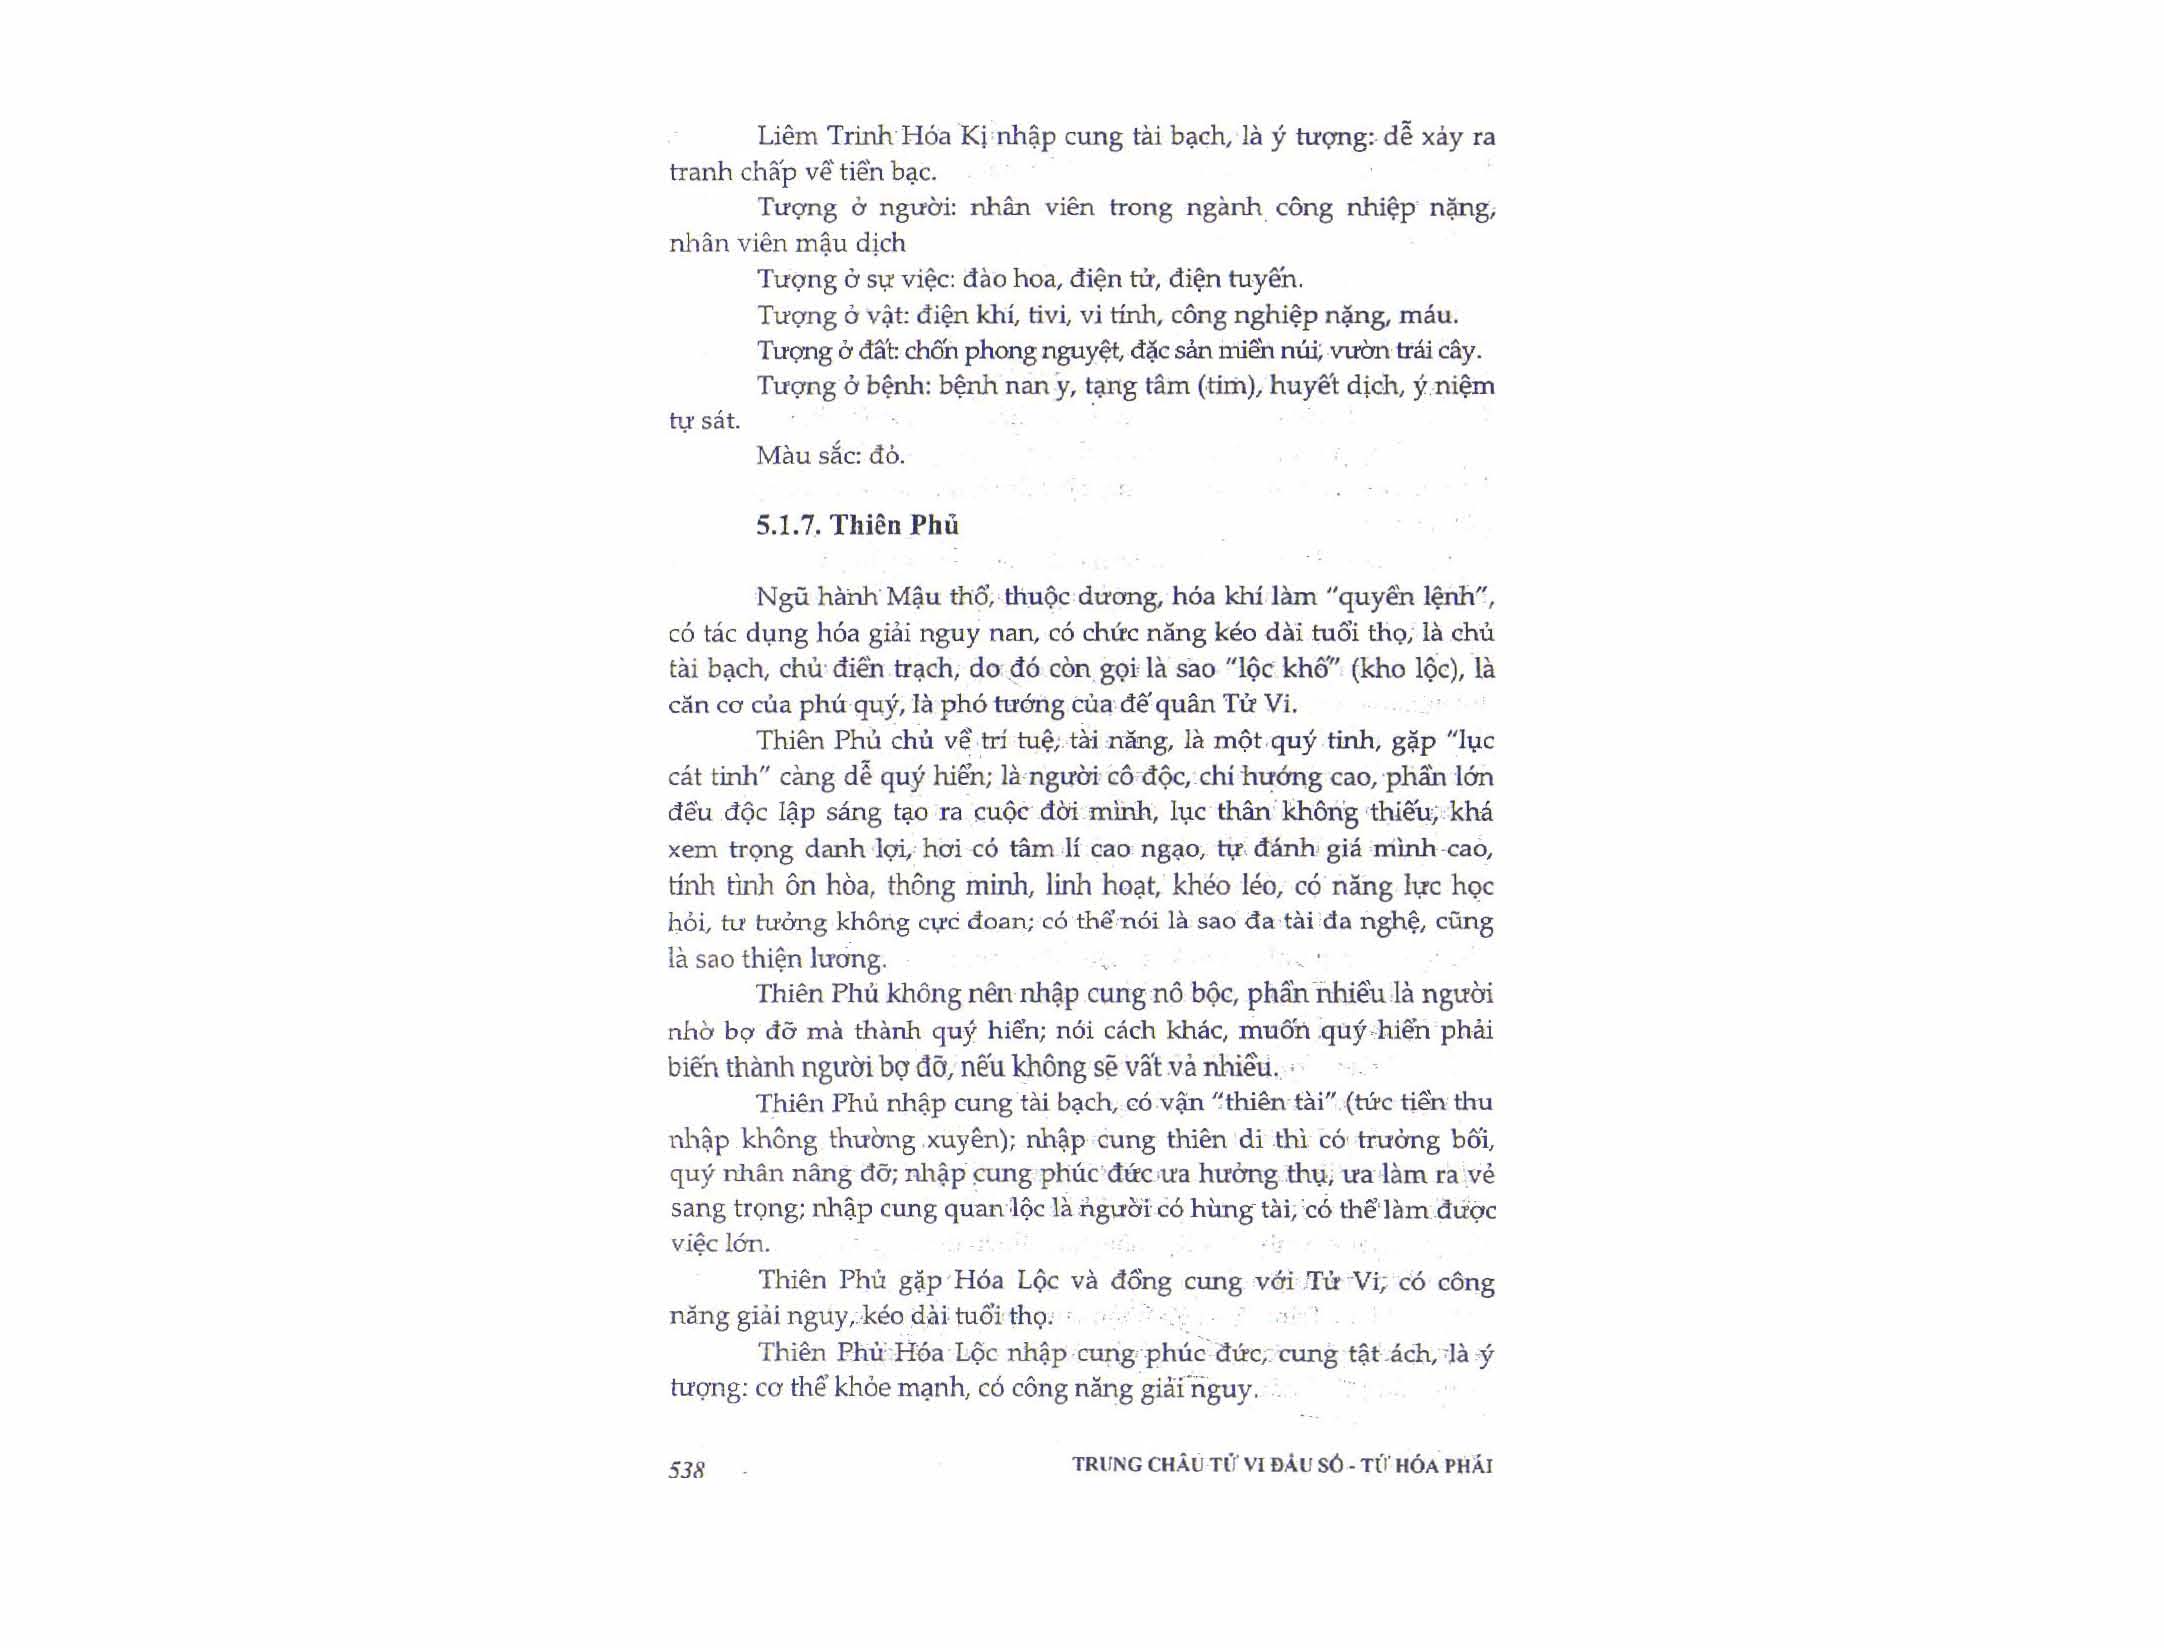 Liêm Trinh Hóa Kị nhập cung tài bạch, là ý tượng: dễ xảy ra
tranh chấp về tiền bạc.
Tượng ở người: nhân viên trong ngành công nhiệp nặng,
nhân viên mậu dịch
Tượng ở sự việc: đào hoa, điện tử, điện tuyến.
Tượng ở vật: điện khí, tivi, vi tính, công nghiệp nặng, máu.
Tượng ở đất: chốn phong nguyệt, đặc sản miền núi, vườn trái cây.
Tượng ở bệnh: bệnh nan y, tạng tâm (tim), huyết dịch, ý niệm
tự sát.
Màu sắc: đỏ.
5.1.7. Thiên Phủ
Ngũ hành Mậu thổ, thuộc dương, hóa khí làm "quyền lệnh",
có tác dụng hóa giải nguy nan, có chức năng kéo dài tuổi thọ, là chủ
tài bạch, chủ điền trạch, do đó còn gọi là sao "lộc khố" (kho lộc), là
căn cơ của phú quý, là phó tướng của đế quân Tử Vi.
Thiên Phủ chủ về trí tuệ, tài năng, là một quý tinh, gặp "lục
cát tinh" càng dễ quý hiển; là người cô độc, chí hướng cao, phần lớn
đều độc lập sáng tạo ra cuộc đời mình, lục thân không thiếu, khá
xem trọng danh lợi, hơi có tâm lí cao ngạo, tự đánh giá mình cao,
tính tình ôn hòa, thông minh, linh hoạt, khéo léo, có năng lực học
hỏi, tư tưởng không cực đoan; có thể nói là sao đa tài đa nghệ, cũng
là sao thiện lương.
Thiên Phủ không nên nhập cung nô bộc, phần nhiều là người
nhờ bợ đỡ mà thành quý hiển; nói cách khác, muốn quý hiển phải
biến thành người bợ đỡ, nếu không sẽ vất vả nhiều.
Thiên Phủ nhập cung tài bạch, có vận "thiên tài" (tức tiền thu
nhập không thường xuyên); nhập cung thiên di thì có trưởng bối,
quý nhân nâng đỡ; nhập cung phúc đức ưa hưởng thụ, ưa làm ra vẻ
sang trọng; nhập cung quan lộc là người có hùng tài, có thể làm được
việc lớn.
Thiên Phủ gặp Hóa Lộc và đồng cung với Tử Vi, có công
năng giải nguy, kéo dài tuổi thọ.
Thiên Phủ Hóa Lộc nhập cung phúc đức, cung tật ách, là ý
tượng: cơ thể khỏe mạnh, có công năng giải nguy.
538
TRUNG CHÂU TỬ VI ĐẨU SỐ - TỨ HÓA PHÁI